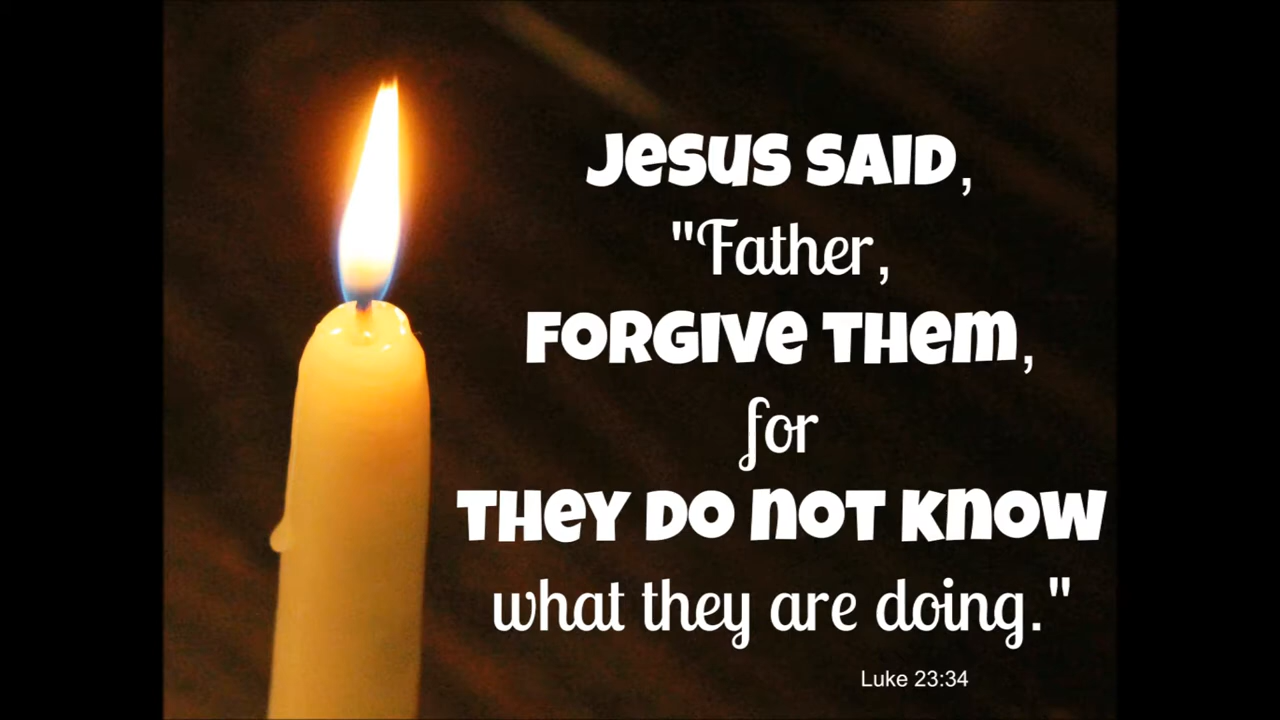 Jesus said,
"Father,
forgive them,
for
they do not know
what they are doing."
Luke 23:34